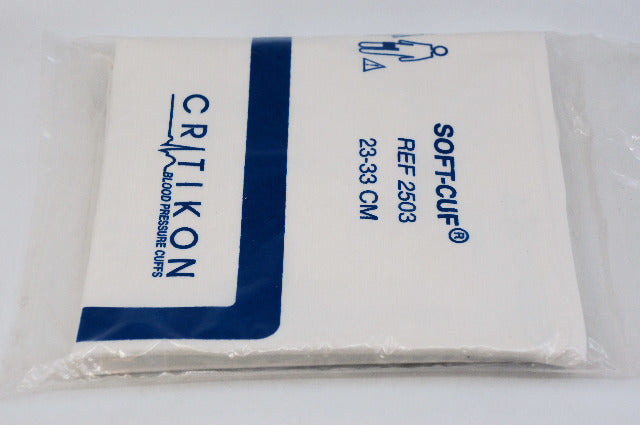 SOFT-CUF®
REF 2503
23-33 CM
CRITIKON
BLOOD PRESSURE CUFFS